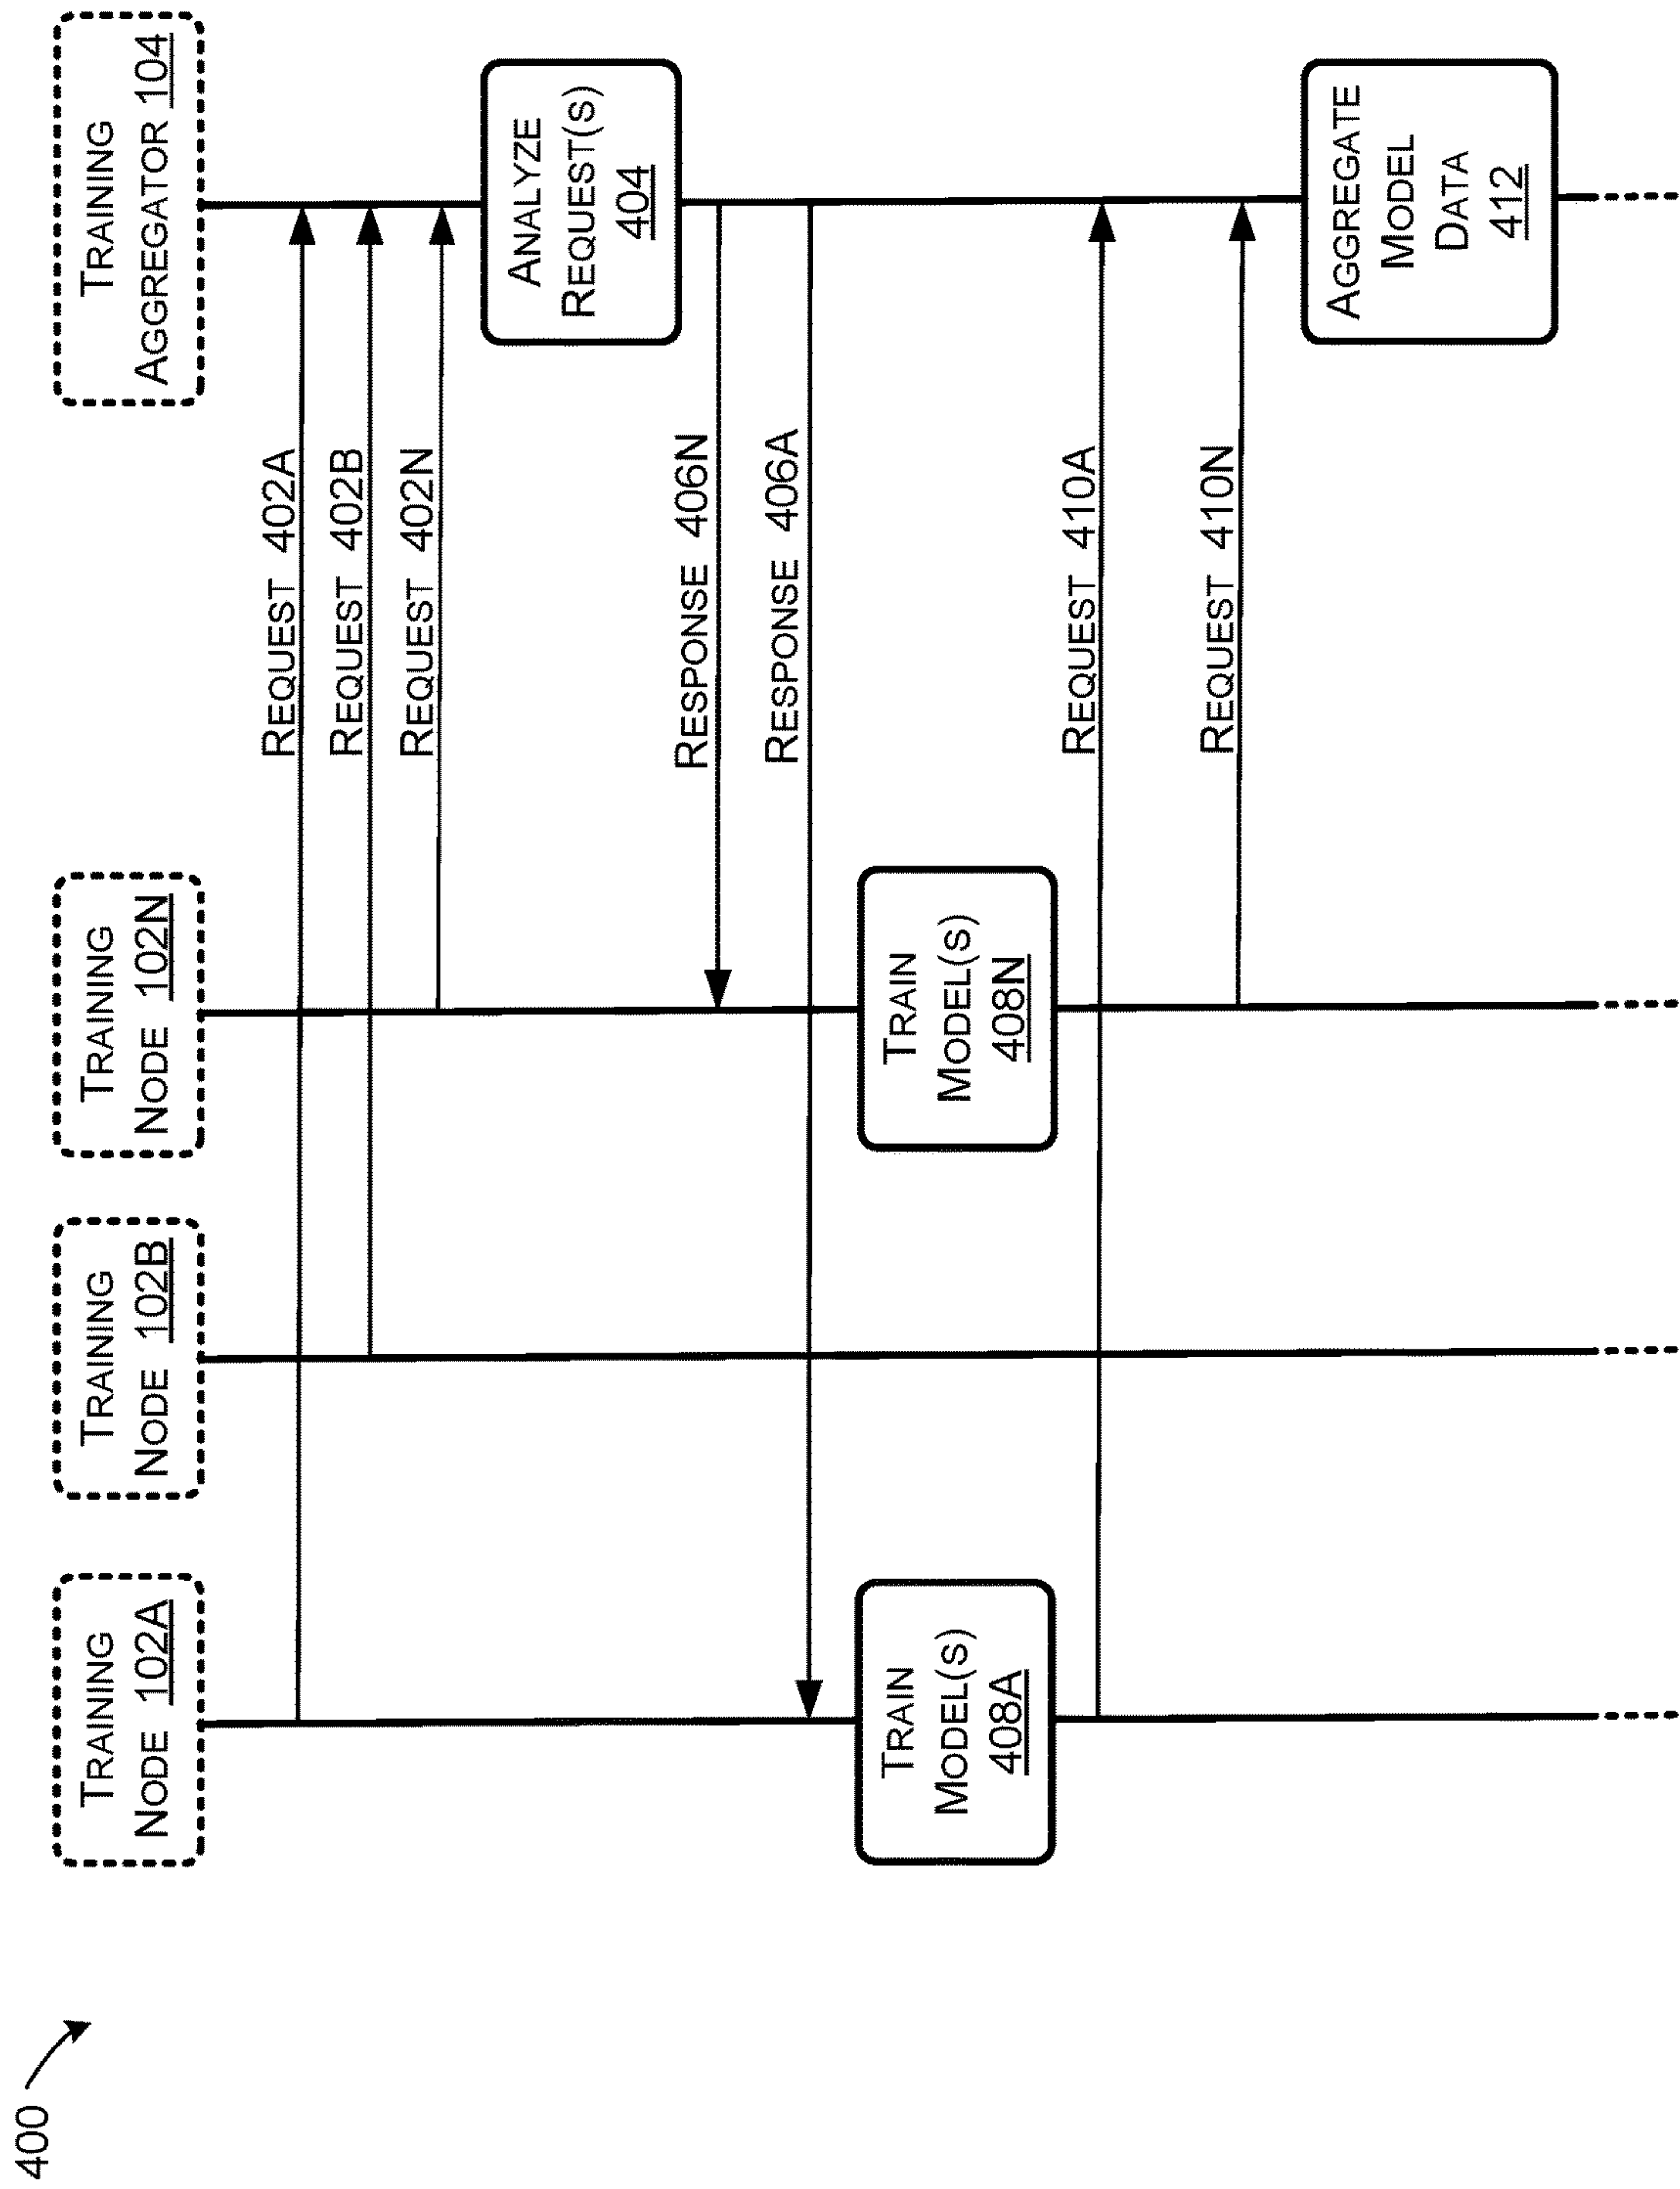 400
TRAINING
NODE 102A
TRAINING
NODE 102B
TRAINING
NODE 102N
TRAINING
AGGREGATOR 104
REQUEST 402A
REQUEST 402B
REQUEST 402N
ANALYZE
REQUEST(S)
404
RESPONSE 406N
RESPONSE 406A
TRAIN
MODEL(S)
408A
TRAIN
MODEL(S)
408N
REQUEST 410A
REQUEST 410N
AGGREGATE
MODEL
DATA
412